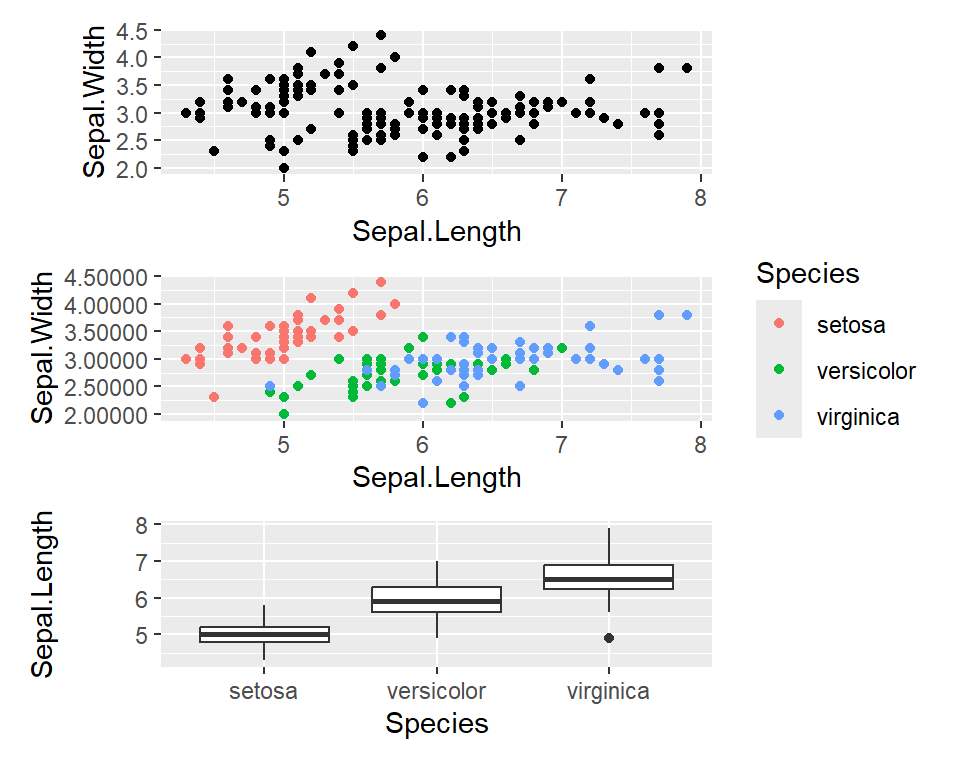 Sepal.Width
4.5
4.0
3.5
3.0
2.5
2.0
5 6 7 8
Sepal.Length
Sepal.Width
4.50000
4.00000
3.50000
3.00000
2.50000
2.00000
5 6 7 8
Sepal.Length
Species
setosa
versicolor
virginica
Sepal.Length
8
7
6
5
setosa versicolor virginica
Species